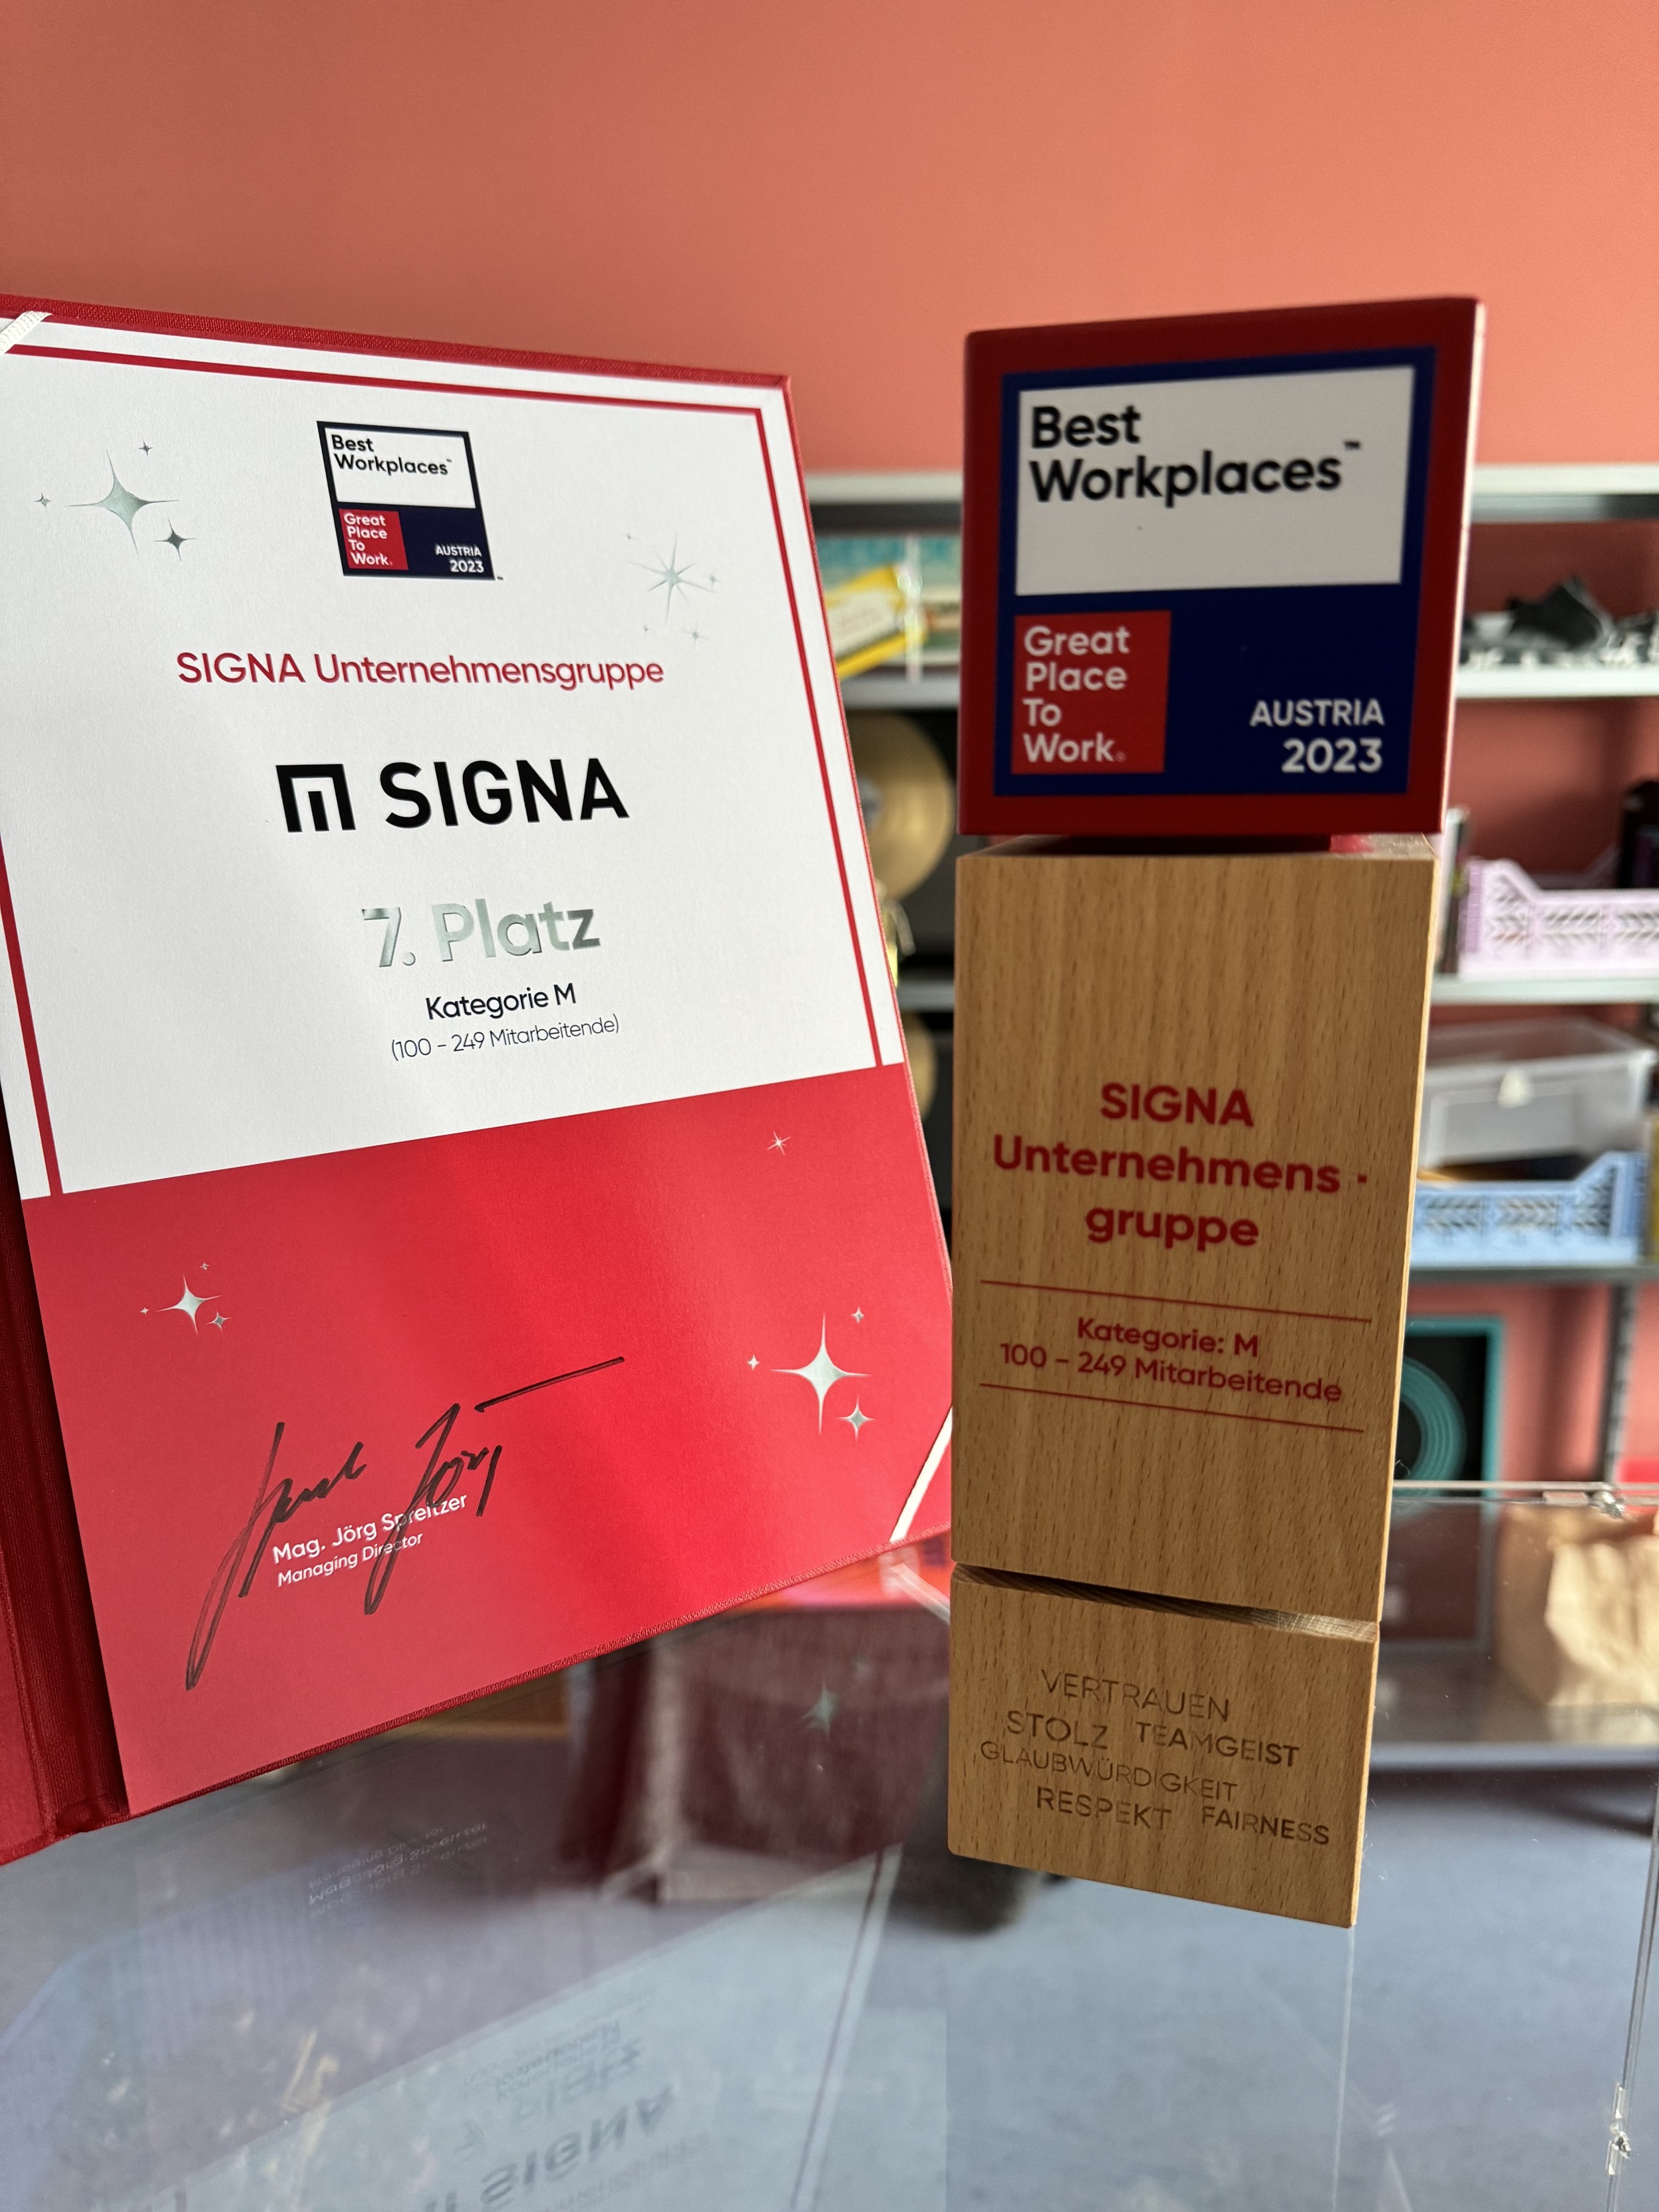 Best
Workplaces™
Great
Place
To
Work.
AUSTRIA
2023
SIGNA Unternehmensgruppe
SIGNA
7. Platz
Kategorie M
(100 – 249 Mitarbeitende)
Mag. Jörg Spreitzer
Managing Director
Best
Workplaces™
Great
Place
To
Work®
AUSTRIA
2023
SIGNA
Unternehmens-
gruppe
Kategorie: M
100 – 249 Mitarbeitende
VERTRAUEN
STOLZ TEAMGEIST
GLAUBWÜRDIGKEIT
RESPEKT FAIRNESS